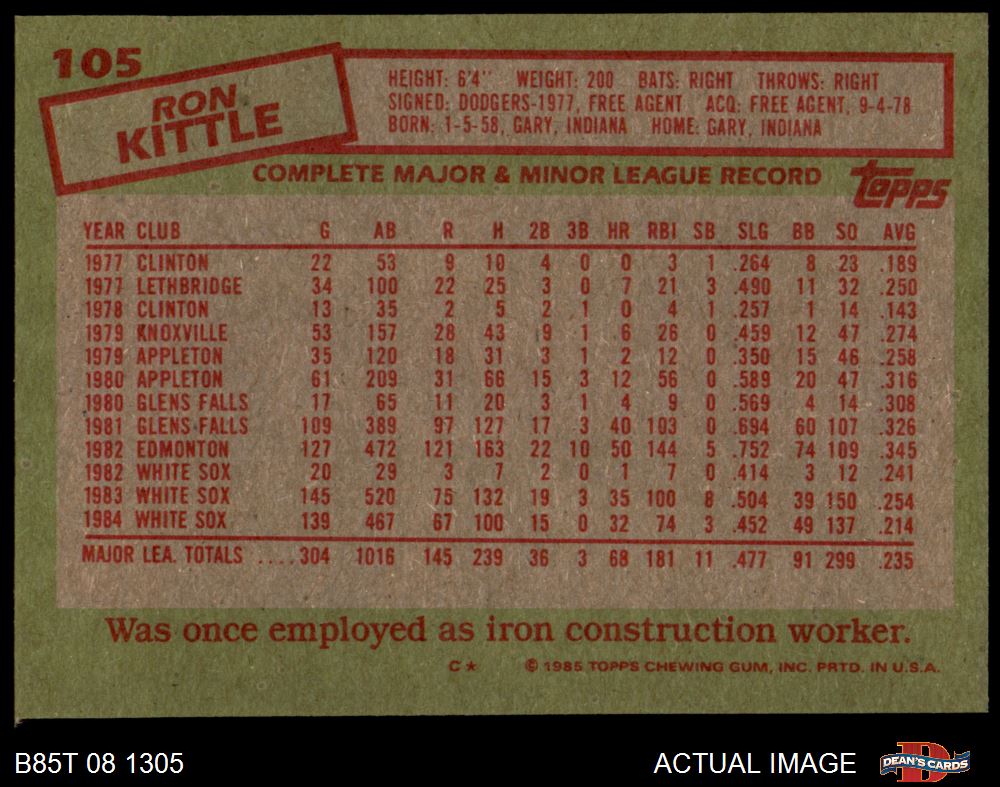 105
RON
KITTLE
HEIGHT: 6'4" WEIGHT: 200 BATS: RIGHT THROWS: RIGHT
SIGNED: DODGERS-1977, FREE AGENT ACQ: FREE AGENT, 9-4-78
BORN: 1-5-58, GARY, INDIANA HOME: GARY, INDIANA
COMPLETE MAJOR & MINOR LEAGUE RECORD
topps
YEAR CLUB G AB R H 2B 3B HR RBI SB SLG BB SO AVG
1977 CLINTON 22 53 9 10 4 0 0 3 1 .264 8 23 .189
1977 LETHBRIDGE 34 100 22 25 3 0 7 21 3 .490 11 32 .250
1978 CLINTON 13 35 2 5 2 1 0 4 1 .257 1 14 .143
1979 KNOXVILLE 53 157 28 43 9 1 6 26 0 .459 12 47 .274
1979 APPLETON 35 120 18 31 3 1 2 12 0 .350 15 46 .258
1980 APPLETON 61 209 31 66 15 3 12 56 0 .589 20 47 .316
1980 GLENS FALLS 17 65 11 20 3 1 4 9 0 .569 4 14 .308
1981 GLENS FALLS 109 389 97 127 17 3 40 103 0 .694 60 107 .326
1982 EDMONTON 127 472 121 163 22 10 50 144 5 .752 74 109 .345
1982 WHITE SOX 20 29 3 7 2 0 1 7 0 .414 3 12 .241
1983 WHITE SOX 145 520 75 132 19 3 35 100 8 .504 39 150 .254
1984 WHITE SOX 139 467 67 100 15 0 32 74 3 .452 49 137 .214
MAJOR LEA. TOTALS ....304 1016 145 239 36 3 68 181 11 .477 91 299 .235
Was once employed as iron construction worker.
C★ © 1985 TOPPS CHEWING GUM, INC. PRTD. IN U.S.A.
B85T 08 1305 ACTUAL IMAGE DEAN'S CARDS